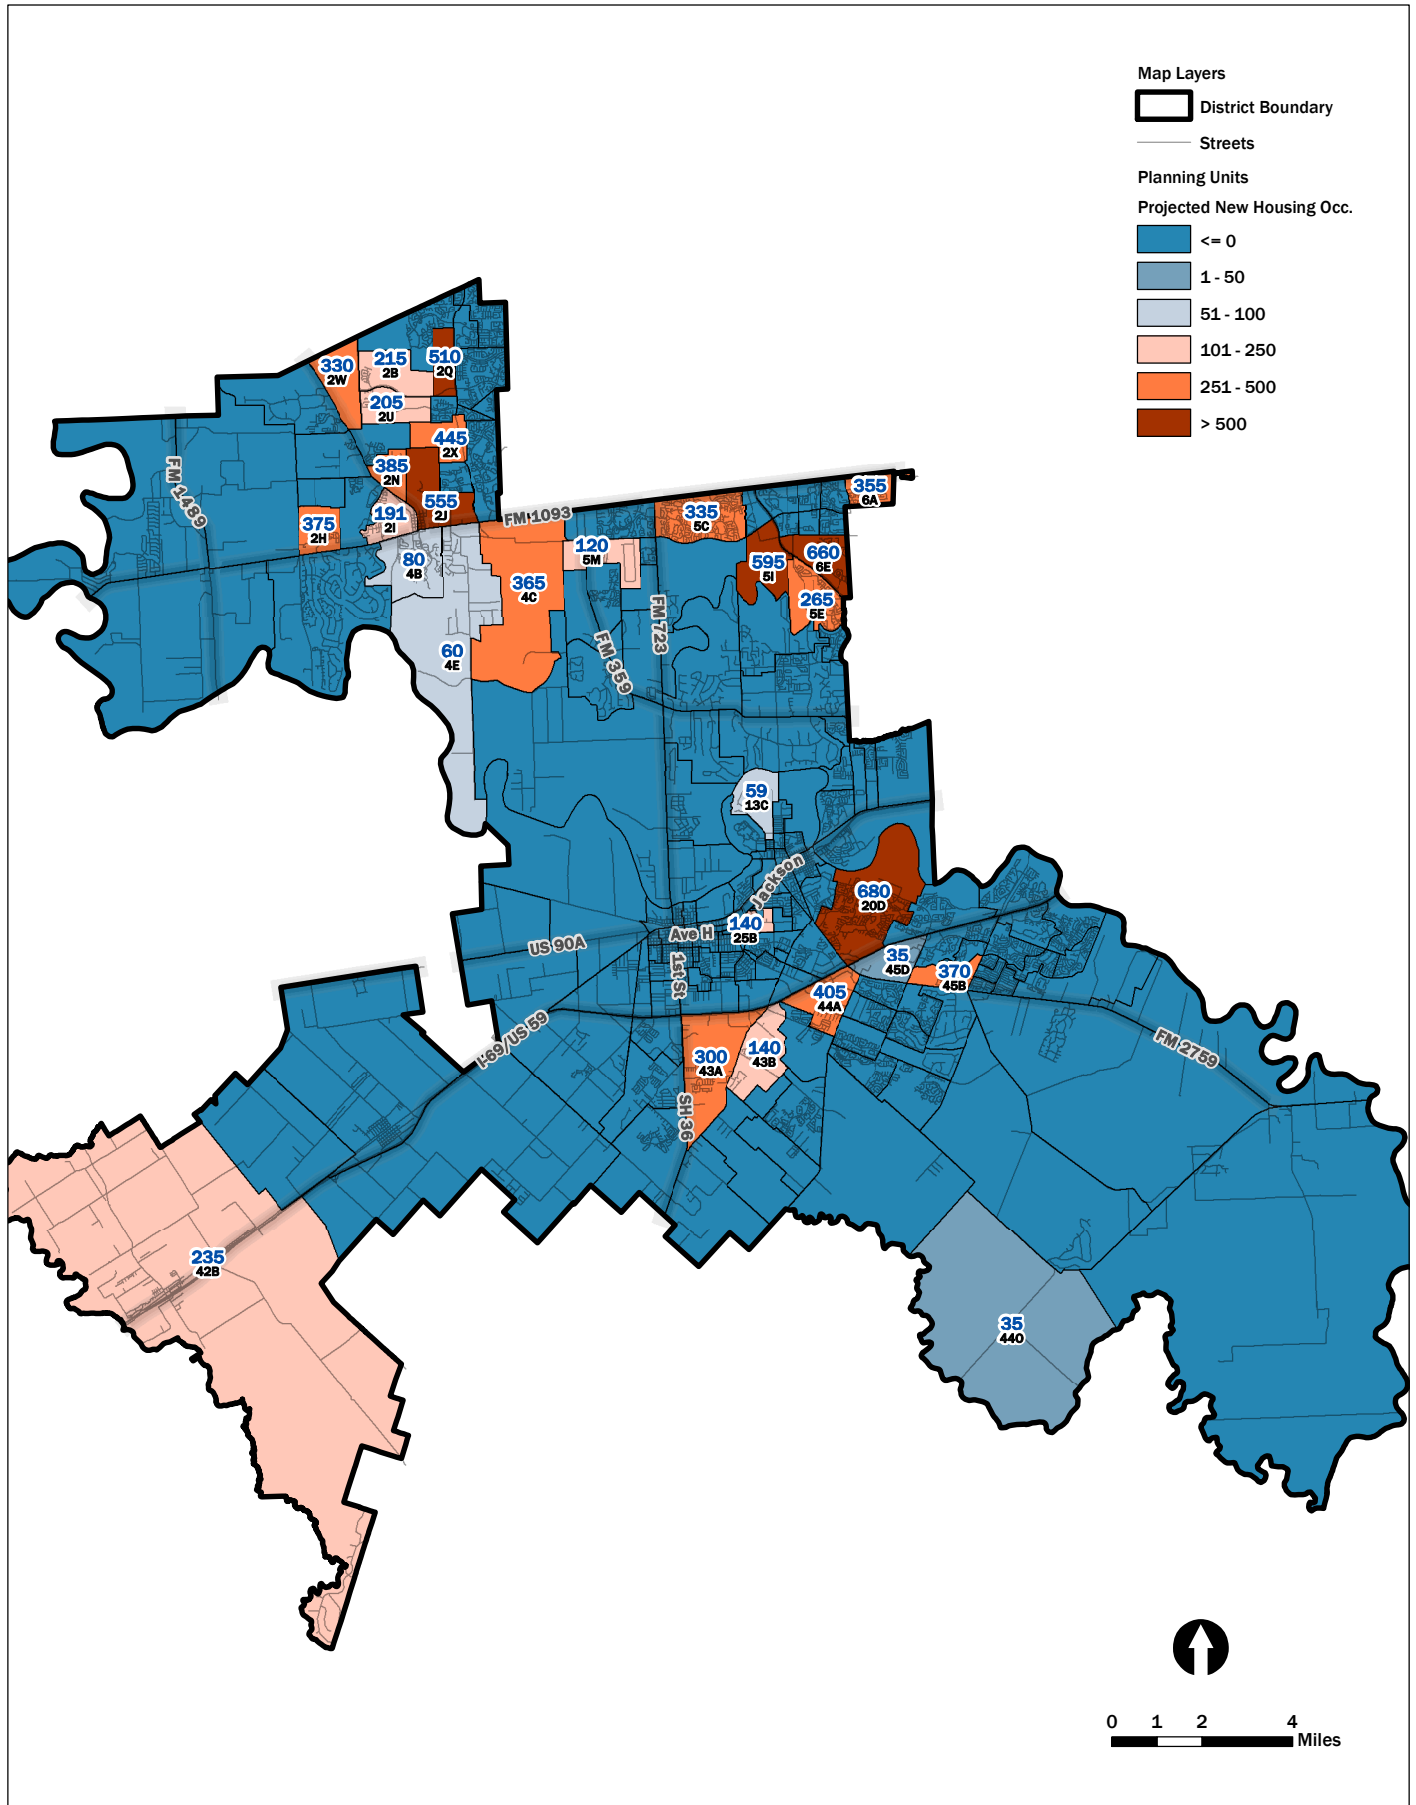 Map Layers
District Boundary
Streets
Planning Units
Projected New Housing Occ.
<= 0
1 - 50
51 - 100
101 - 250
251 - 500
> 500
330
2W
215
2B
510
2Q
205
2U
445
2X
385
2N
555
2J
191
2I
375
2H
FM 1489
FM 1093
80
4B
60
4E
365
4C
120
5M
335
5C
355
6A
595
5I
660
6E
265
5E
FM 723
FM 359
59
13C
Jackson
680
20D
140
25B
Ave H
US 90A
1st St
35
45D
370
45B
405
44A
I-69/US 59
300
43A
140
43B
SH 36
FM 2759
235
42B
35
44O
0 1 2 4
Miles